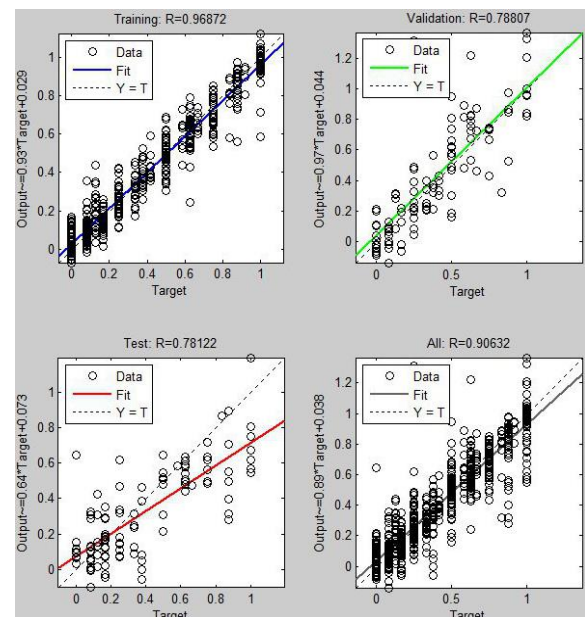 Training: R=0.96872
Output~=0.93*Target+0.029
Data
Fit
Y = T
1
0.8
0.6
0.4
0.2
0
0 0.2 0.4 0.6 0.8 1
Target
Validation: R=0.78807
Output~=0.97*Target+0.044
Data
Fit
Y = T
1.2
1
0.8
0.6
0.4
0.2
0
0 0.5 1
Target
Test: R=0.78122
Output~=0.64*Target+0.073
Data
Fit
Y = T
1
0.8
0.6
0.4
0.2
0
0 0.2 0.4 0.6 0.8 1
Target
All: R=0.90632
Output~=0.89*Target+0.038
Data
Fit
Y = T
1.2
1
0.8
0.6
0.4
0.2
0
0 0.5 1
Target